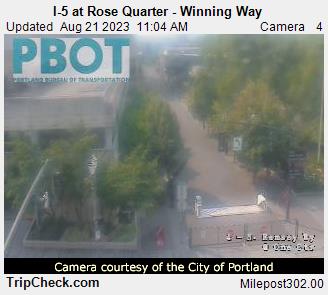 I-5 at Rose Quarter - Winning Way
Updated Aug 21 2023 11:04 AM Camera 4
PBOT
PORTLAND BUREAU OF TRANSPORTATION
Camera courtesy of the City of Portland
TripCheck.com Milepost302.00